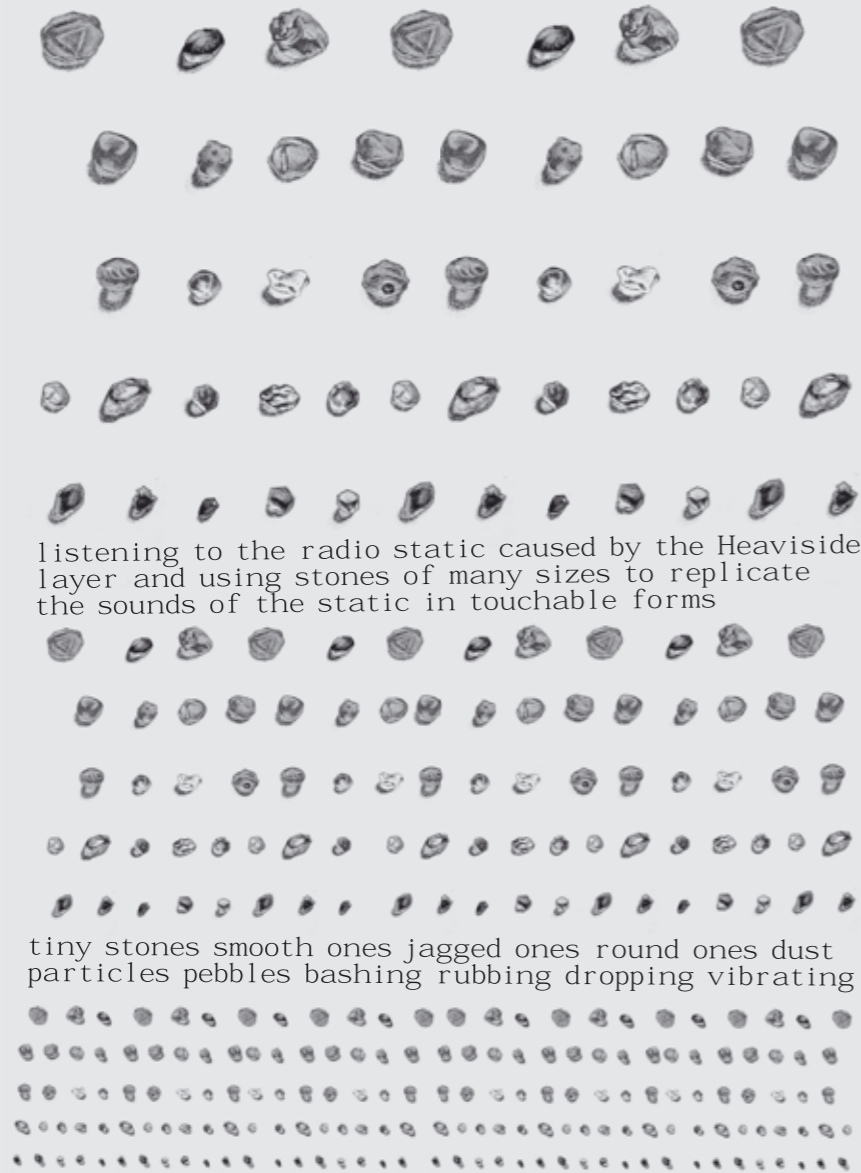 listening to the radio static caused by the Heaviside
layer and using stones of many sizes to replicate
the sounds of the static in touchable forms
tiny stones smooth ones jagged ones round ones dust
particles pebbles bashing rubbing dropping vibrating